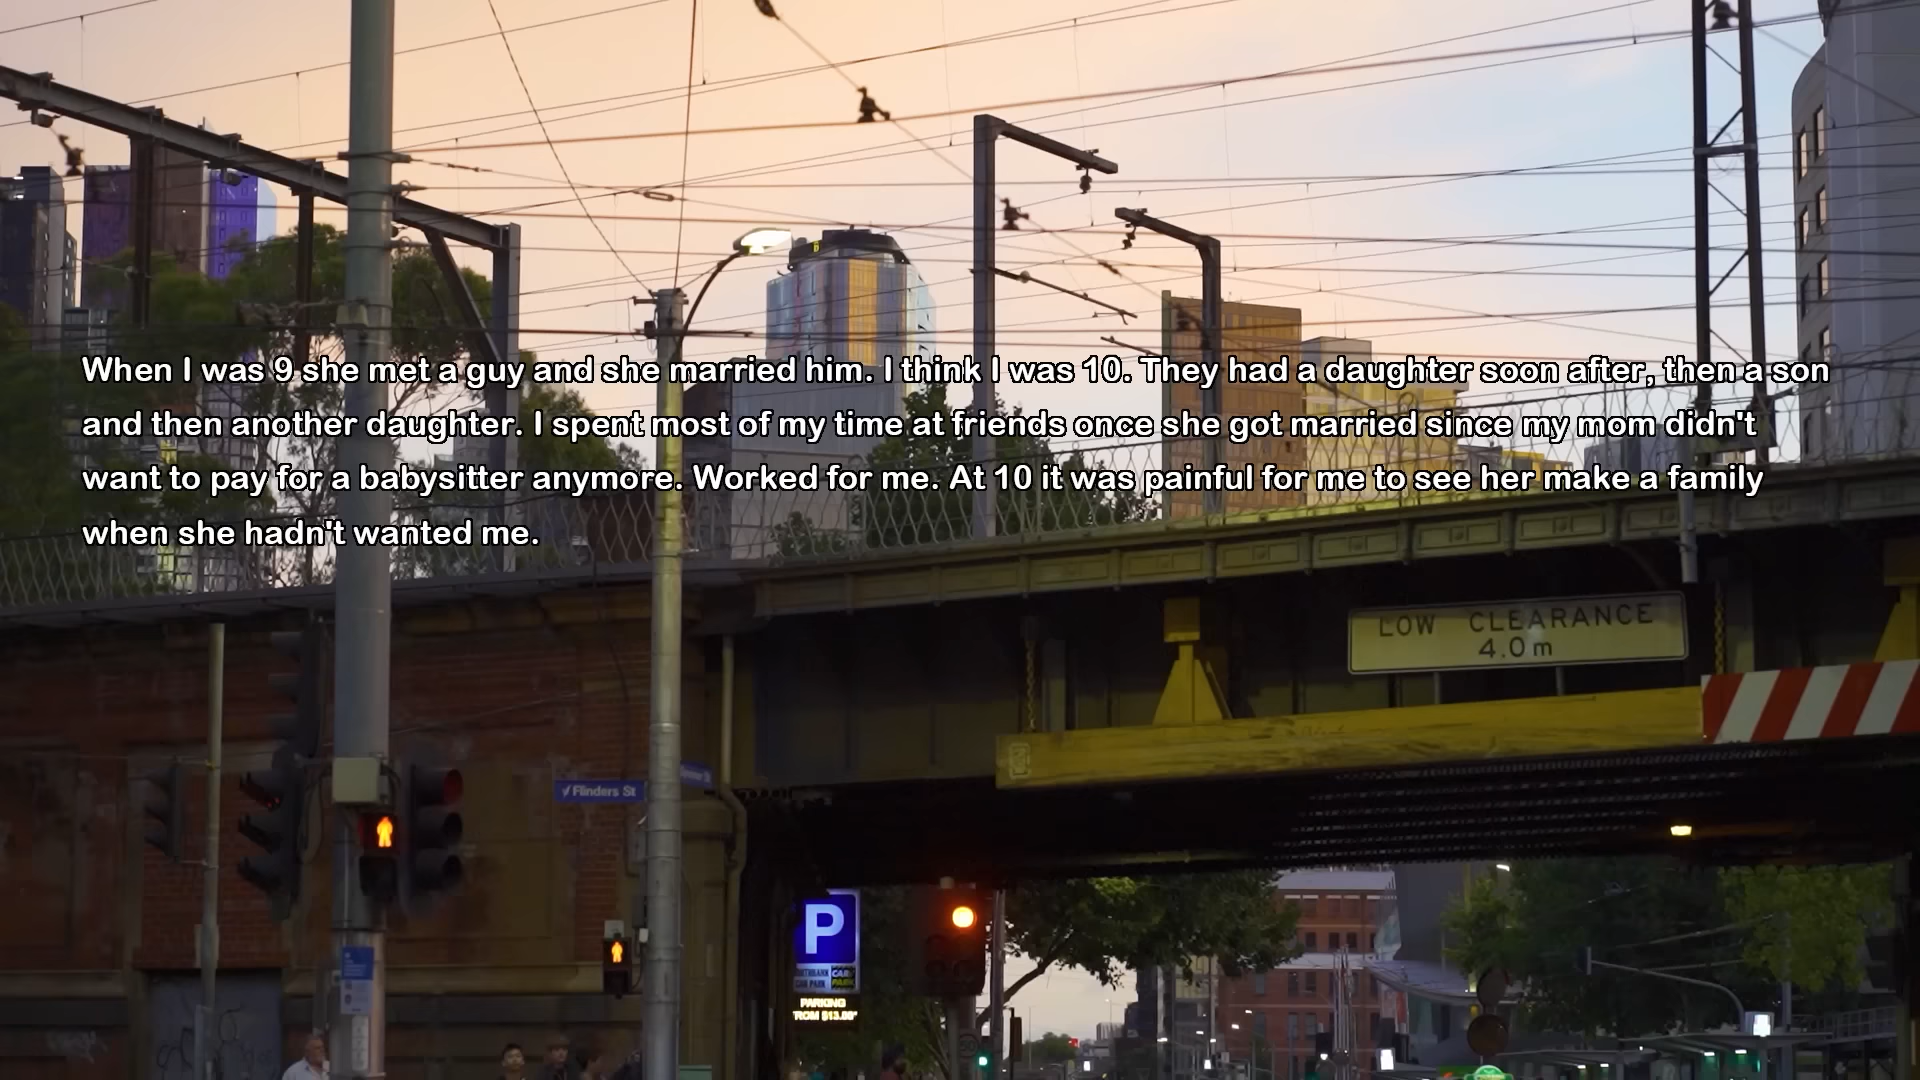 When I was 9 she met a guy and she married him. I think I was 10. They had a daughter soon after, then a son
and then another daughter. I spent most of my time at friends once she got married since my mom didn't
want to pay for a babysitter anymore. Worked for me. At 10 it was painful for me to see her make a family
when she hadn't wanted me.
LOW CLEARANCE
4.0m
Flinders St
P
CAR PARK
PARKING